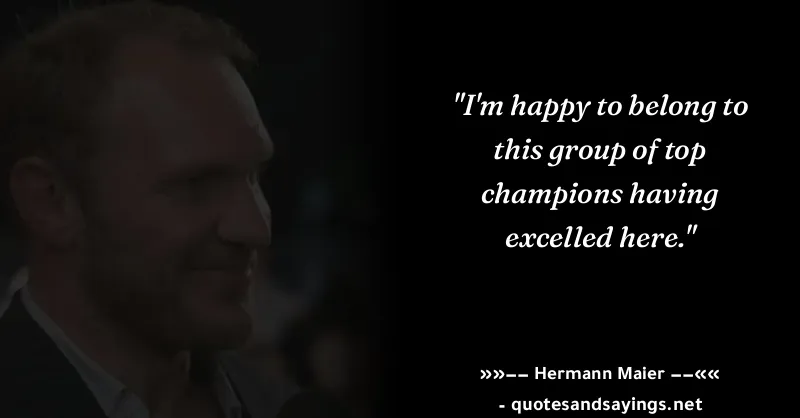 "I'm happy to belong to
this group of top
champions having
excelled here."
»»−− Hermann Maier −−««
- quotesandsayings.net